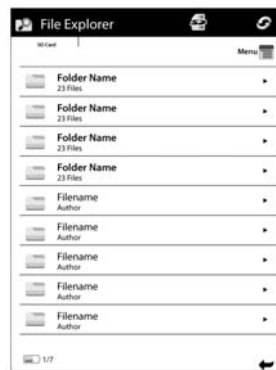 File Explorer
SD Card
Menu
Folder Name
23 Files
Folder Name
23 Files
Folder Name
23 Files
Folder Name
23 Files
Filename
Author
Filename
Author
Filename
Author
Filename
Author
Filename
Author
1/7